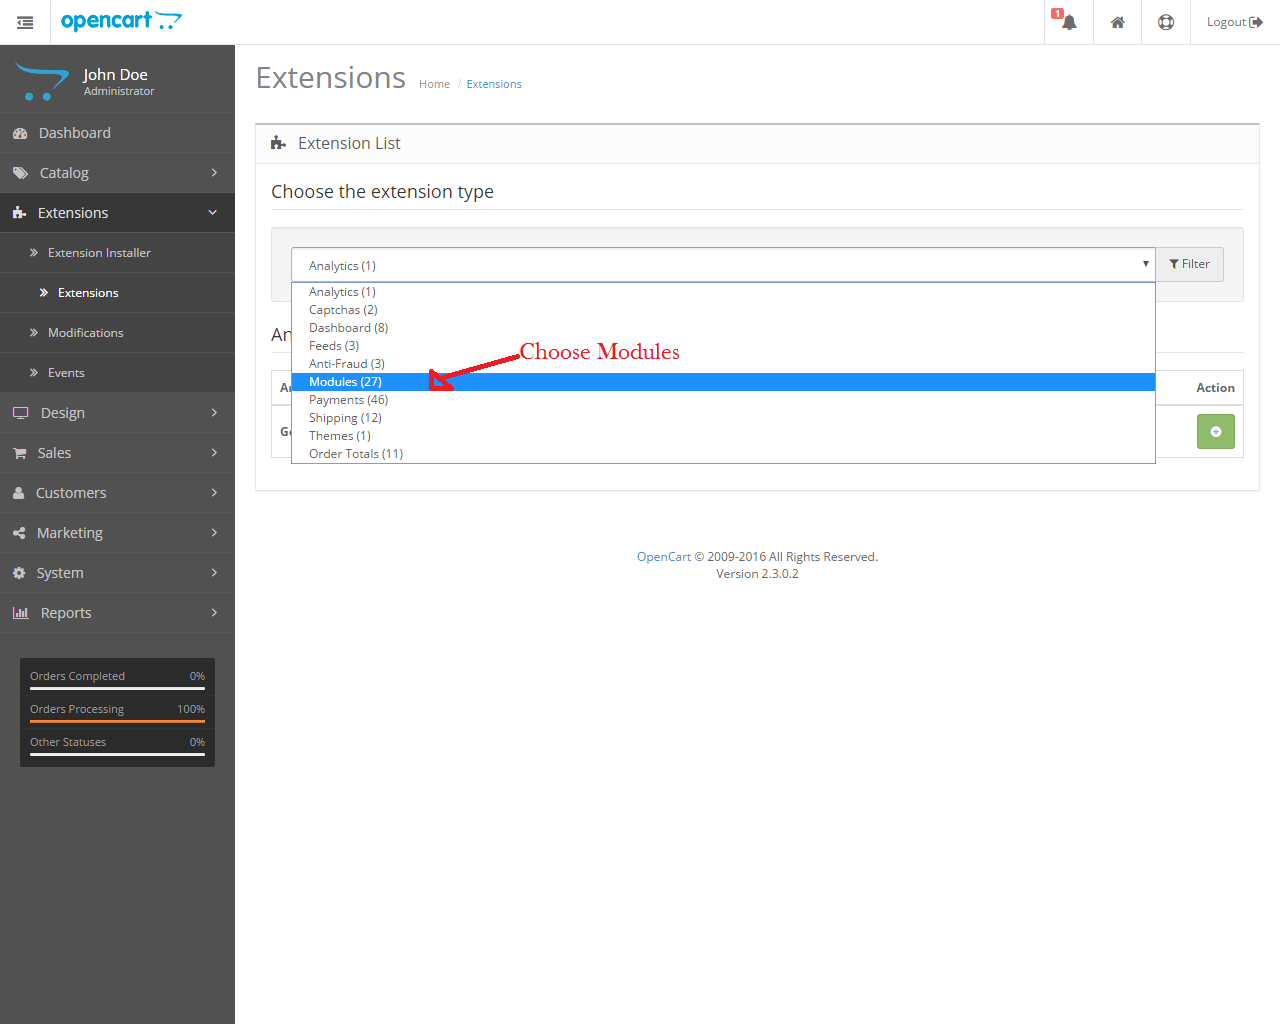 opencart
1
Logout
John Doe
Administrator
Dashboard
Catalog
Extensions
Extension Installer
Extensions
Modifications
Events
Design
Sales
Customers
Marketing
System
Reports
Orders Completed 0%
Orders Processing 100%
Other Statuses 0%
Extensions Home / Extensions
Extension List
Choose the extension type
Analytics (1)
Filter
Analytics (1)
Captchas (2)
Dashboard (8)
Feeds (3)
Anti-Fraud (3)
Modules (27)
Payments (46)
Shipping (12)
Themes (1)
Order Totals (11)
Choose Modules
Action
OpenCart © 2009-2016 All Rights Reserved.
Version 2.3.0.2